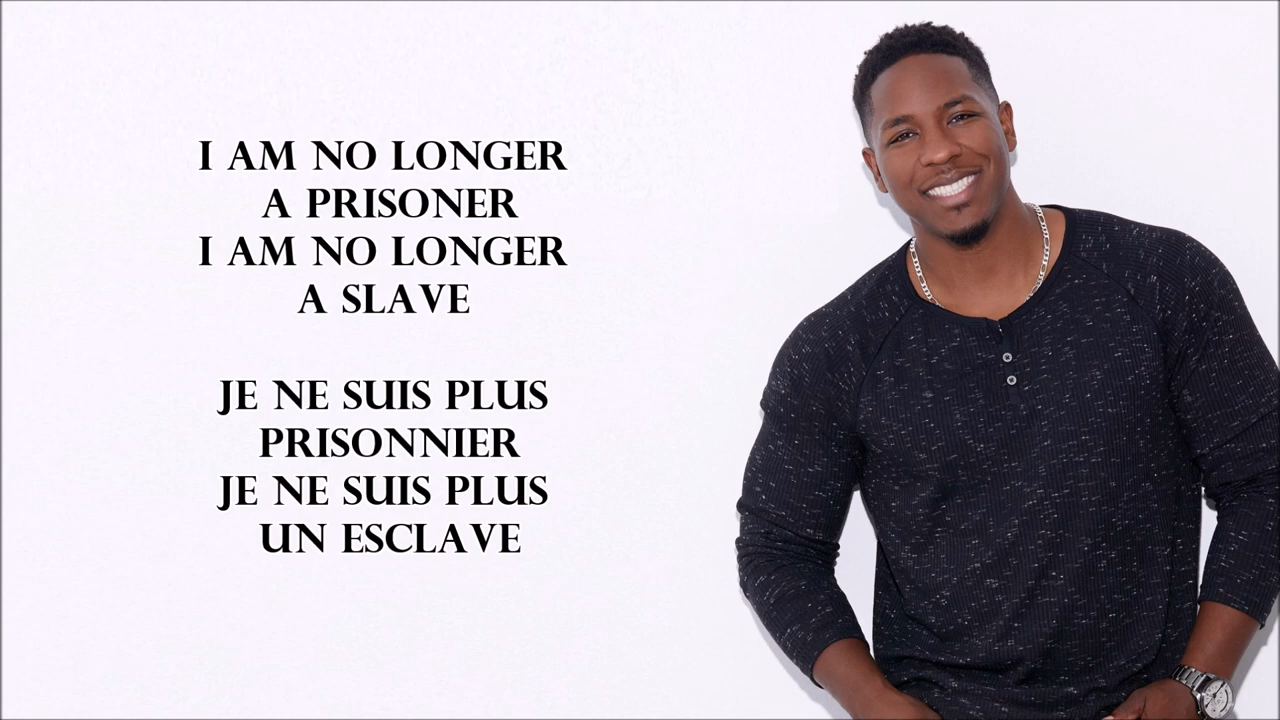 I AM NO LONGER
A PRISONER
I AM NO LONGER
A SLAVE
JE NE SUIS PLUS
PRISONNIER
JE NE SUIS PLUS
UN ESCLAVE